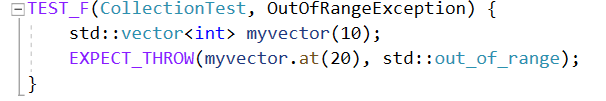 TEST_F(CollectionTest, OutOfRangeException) {
    std::vector<int> myvector(10);
    EXPECT_THROW(myvector.at(20), std::out_of_range);
}